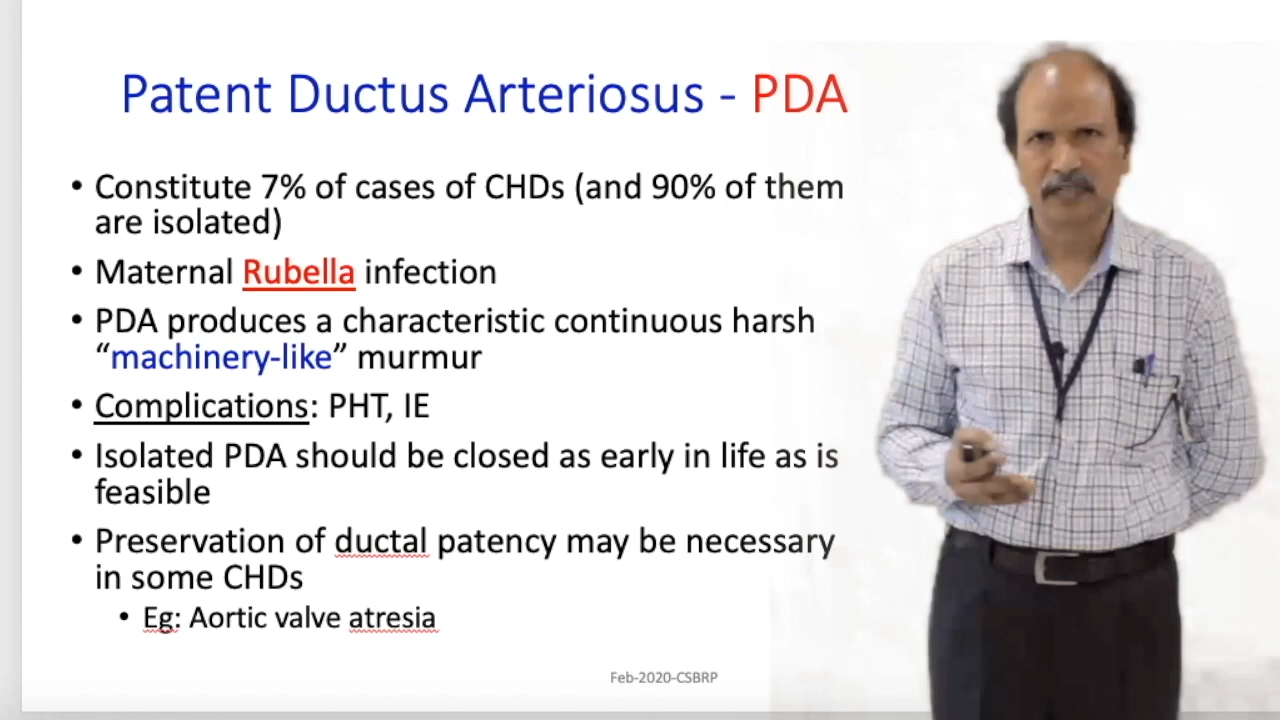 Patent Ductus Arteriosus - PDA
• Constitute 7% of cases of CHDs (and 90% of them
are isolated)
• Maternal Rubella infection
• PDA produces a characteristic continuous harsh
“machinery-like” murmur
• Complications: PHT, IE
• Isolated PDA should be closed as early in life as is
feasible
• Preservation of ductal patency may be necessary
in some CHDs
• Eg: Aortic valve atresia
Feb-2020-CSBRP